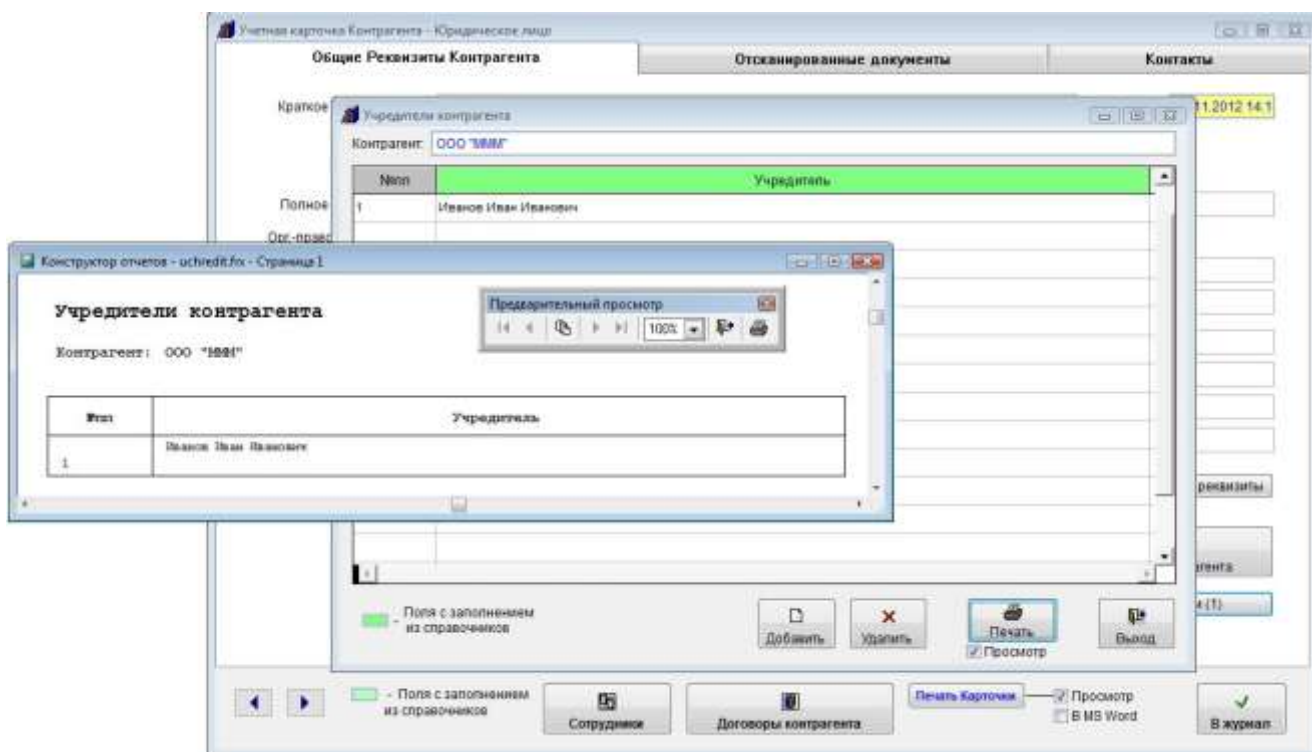 Учетная карточка Контрагента - Юридическое лицо
Общие Реквизиты Контрагента
Отсканированные документы
Контакты
Краткое
11.2012 14:1
Учредители контрагента
Контрагент: ООО "МММ"
№пп
Учредитель
Полное
1
Иванов Иван Иванович
Орг.-право
Конструктор отчетов - uchredit.frx - Страница 1
Учредители контрагента
Предварительный просмотр
100%
Контрагент: ООО "МММ"
№пп
Учредитель
Иванов Иван Иванович
1
реквизиты
агента
(1)
- Поля с заполнением
из справочников
Добавить
Удалить
Печать
Просмотр
Выход
- Поля с заполнением
из справочников
Сотрудники
Договоры контрагента
Печать Карточки
Просмотр
В MS Word
В журнал